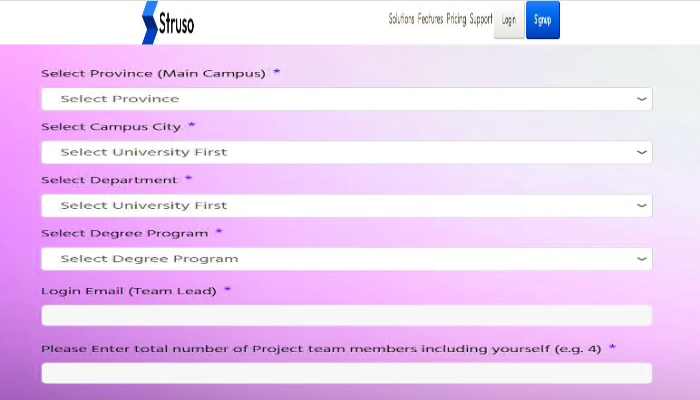 Struso
Solutions Features Pricing Support Login Signup
Select Province (Main Campus) *
Select Province
Select Campus City *
Select University First
Select Department *
Select University First
Select Degree Program *
Select Degree Program
Login Email (Team Lead) *
Please Enter total number of Project team members including yourself (e.g. 4) *